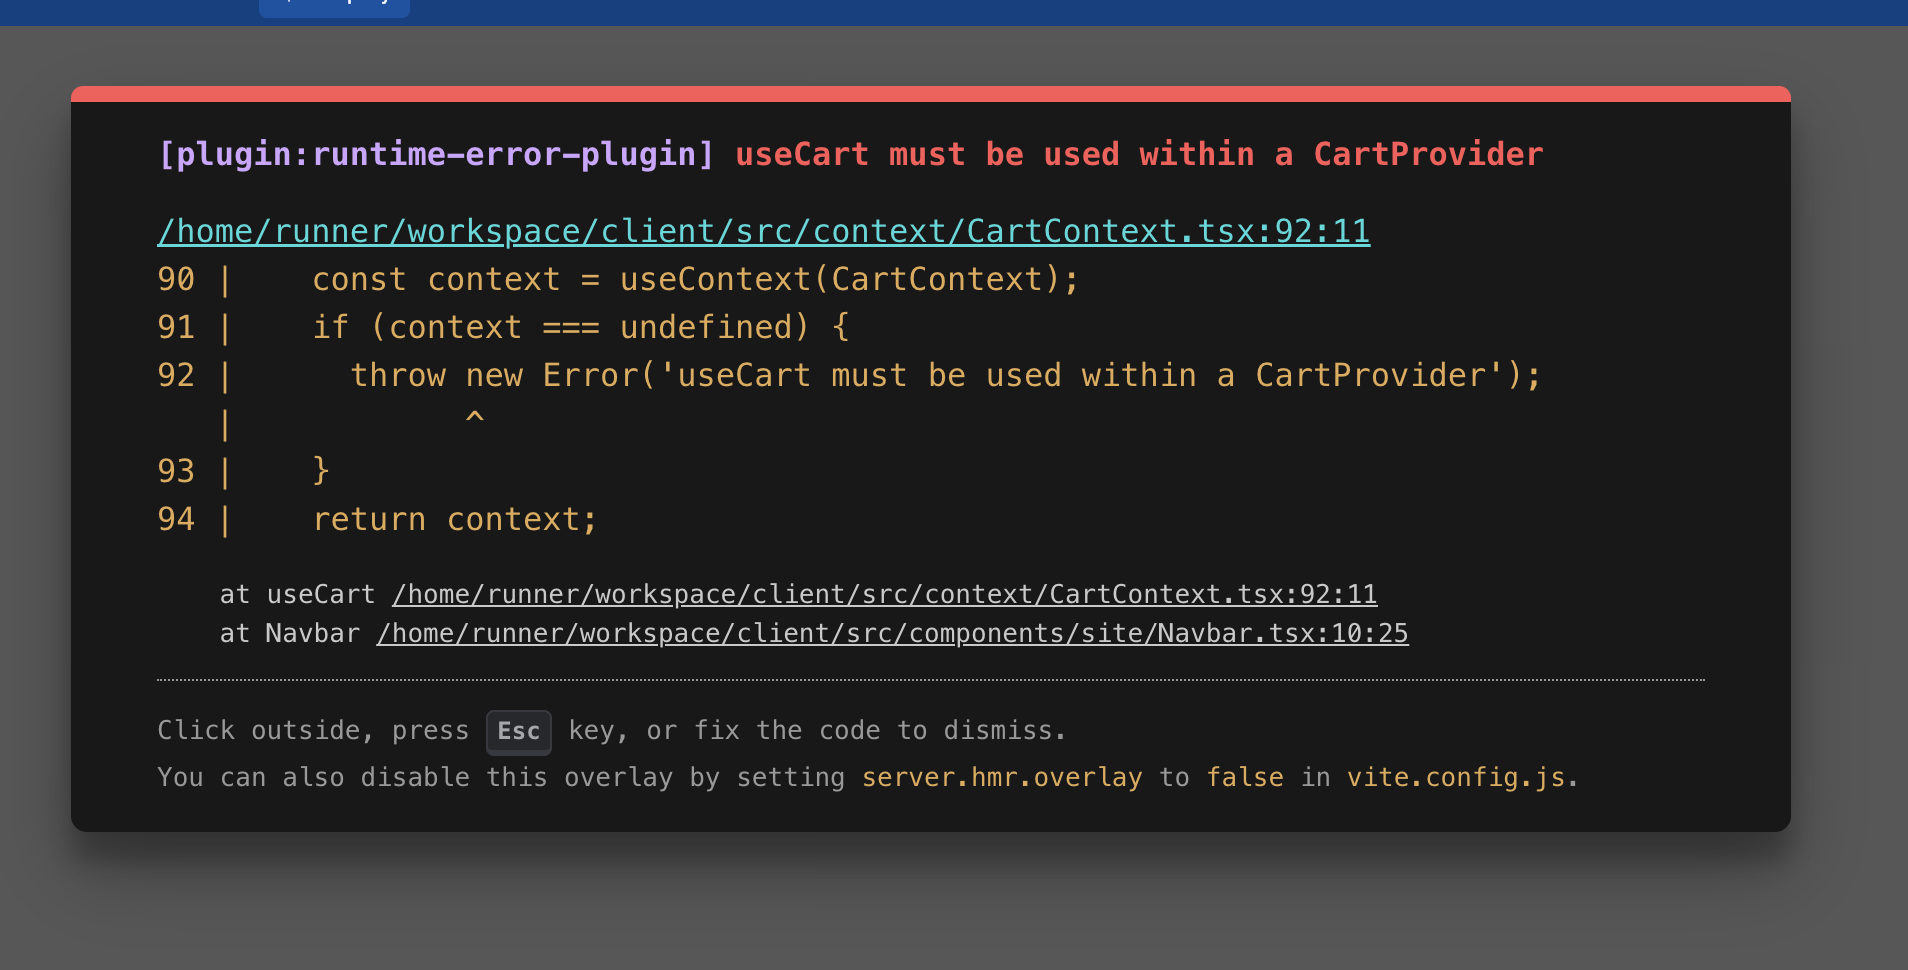 [plugin:runtime-error-plugin] useCart must be used within a CartProvider
/home/runner/workspace/client/src/context/CartContext.tsx:92:11
90 |    const context = useContext(CartContext);
91 |    if (context === undefined) {
92 |      throw new Error('useCart must be used within a CartProvider');
   |            ^
93 |    }
94 |    return context;
at useCart /home/runner/workspace/client/src/context/CartContext.tsx:92:11
at Navbar /home/runner/workspace/client/src/components/site/Navbar.tsx:10:25
Click outside, press Esc key, or fix the code to dismiss.
You can also disable this overlay by setting server.hmr.overlay to false in vite.config.js.